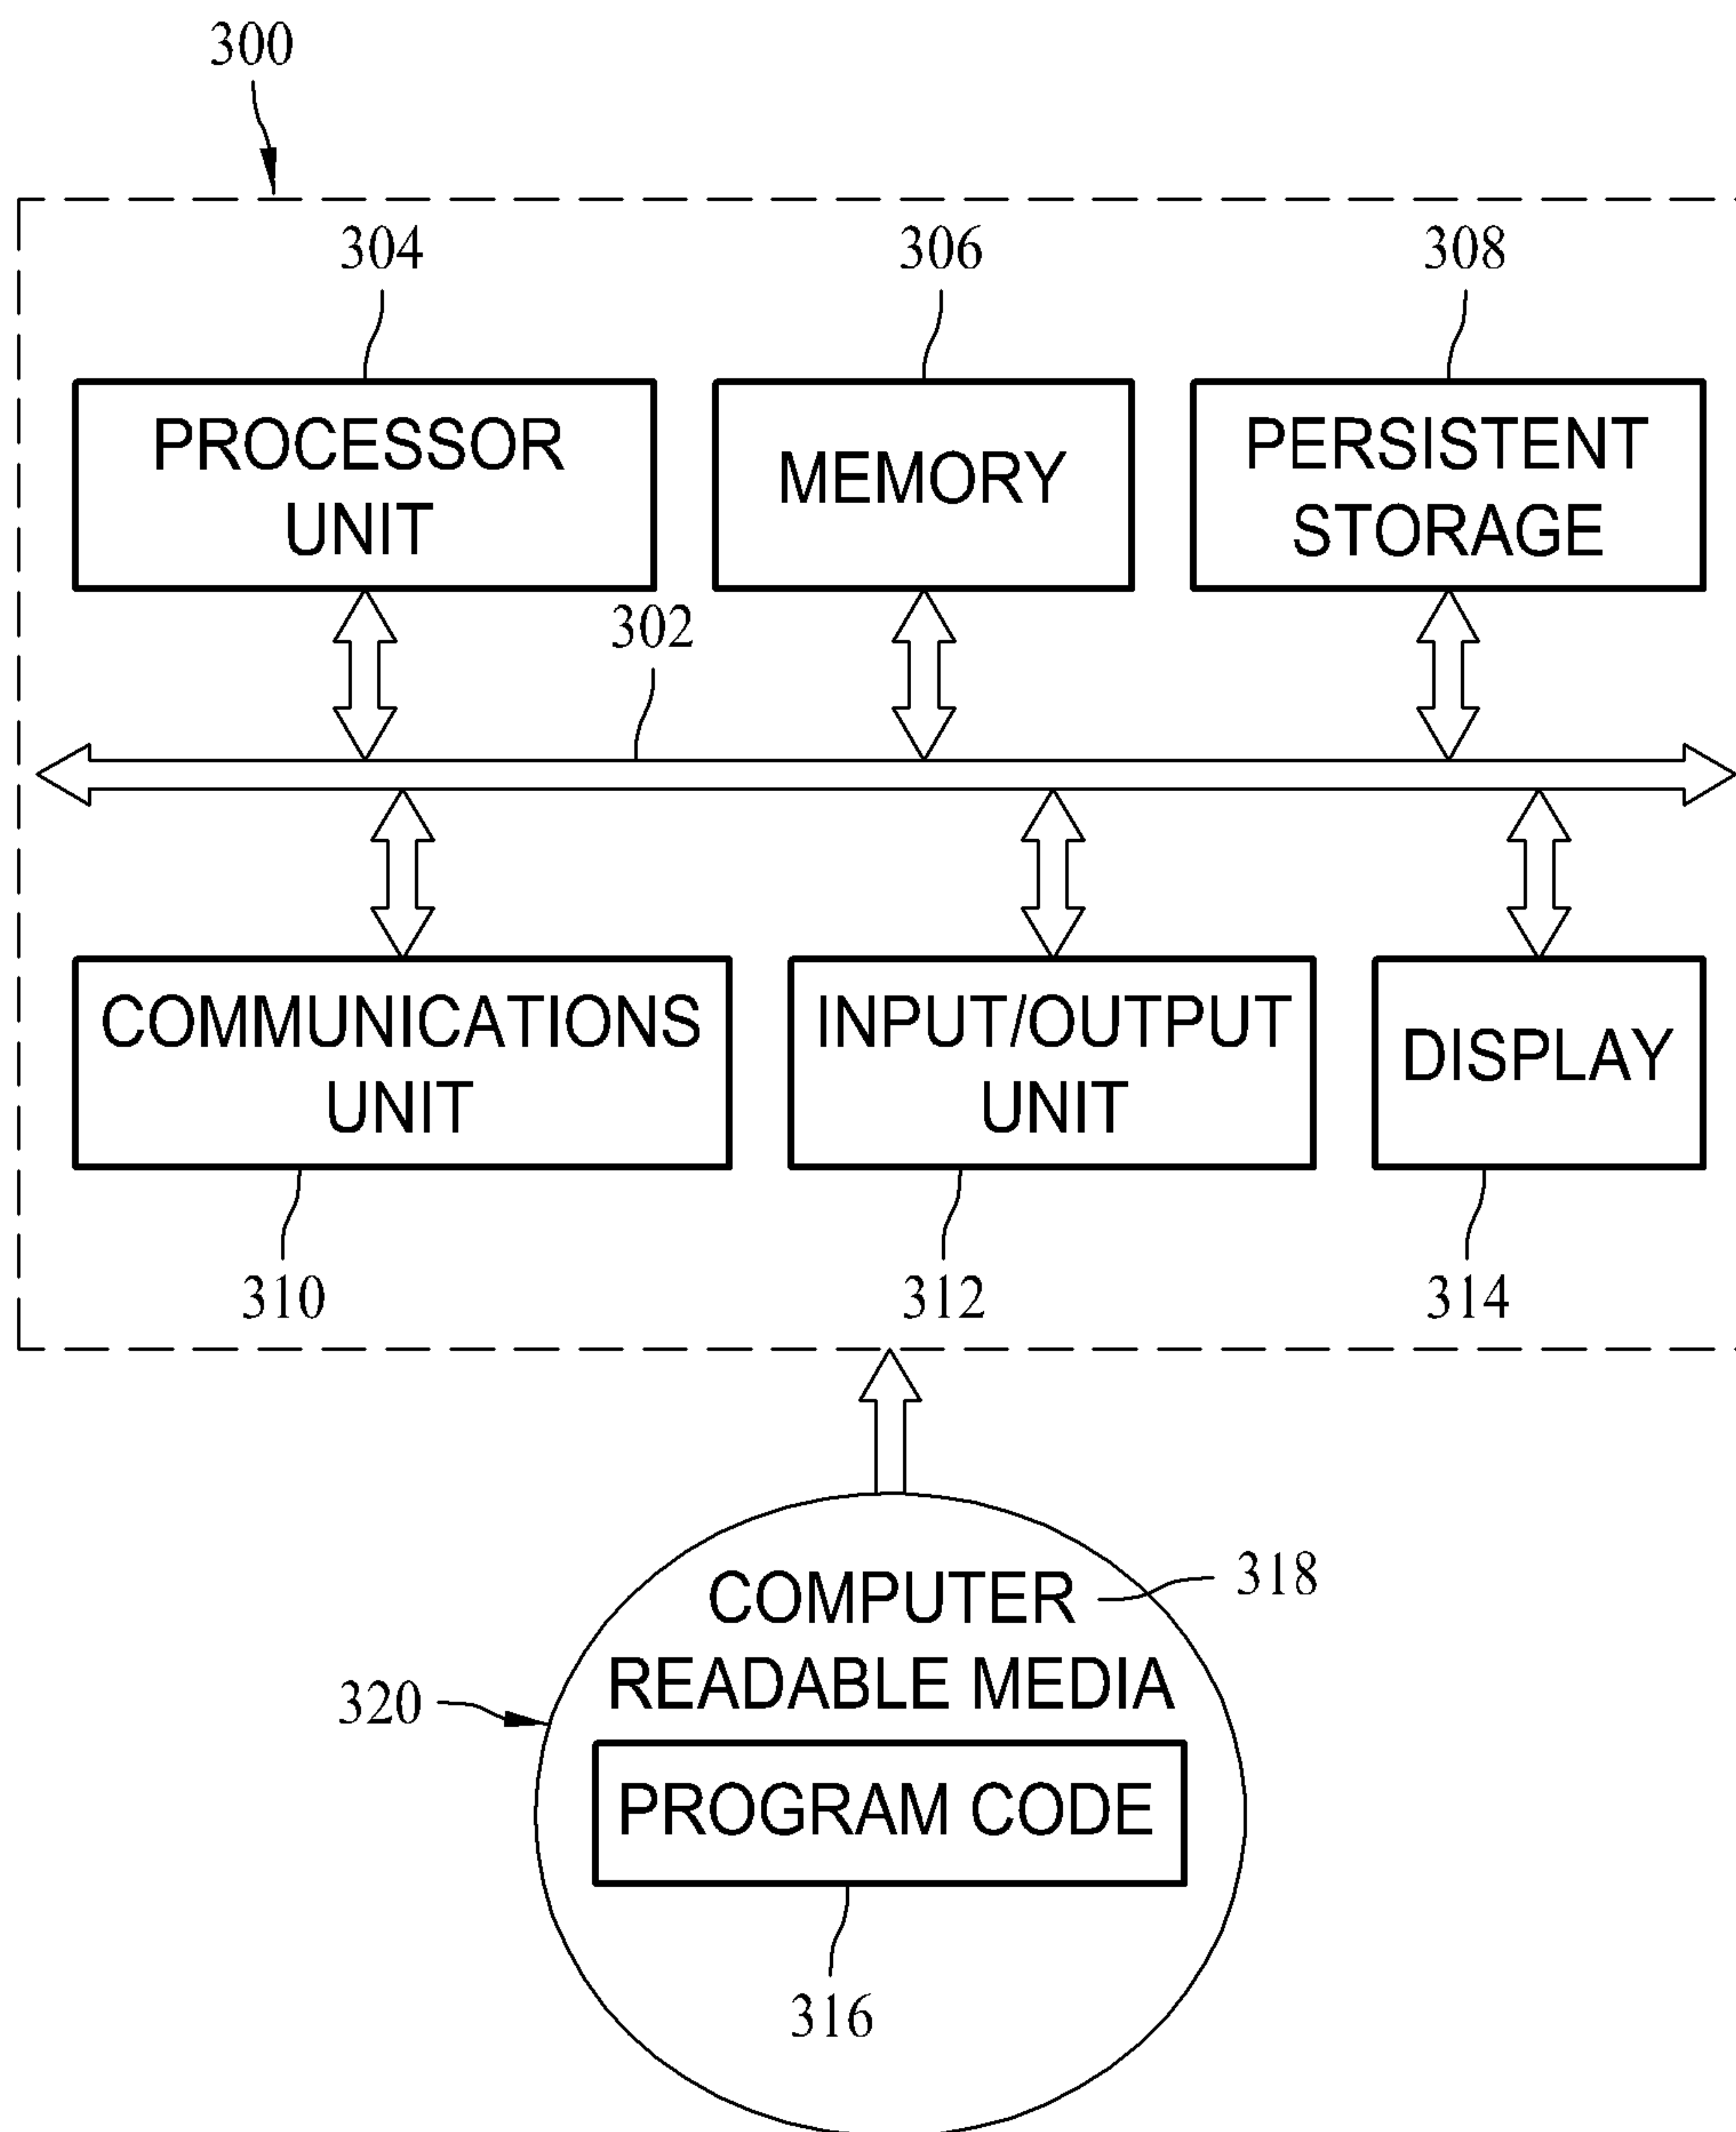 300
304
306
308
PROCESSOR
UNIT
MEMORY
PERSISTENT
STORAGE
302
COMMUNICATIONS
UNIT
INPUT/OUTPUT
UNIT
DISPLAY
310
312
314
COMPUTER
READABLE MEDIA
318
320
PROGRAM CODE
316